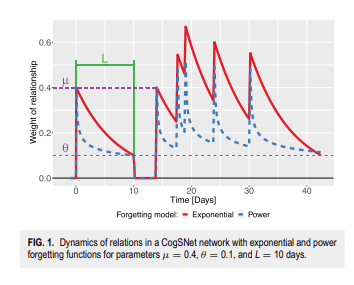 Weight of relationship
0.6
0.4
0.2
0.0
μ
θ
L
0
10
20
30
40
Time [Days]
Forgetting model: Exponential Power
FIG. 1. Dynamics of relations in a CogSNet network with exponential and power
forgetting functions for parameters μ = 0.4, θ = 0.1, and L = 10 days.